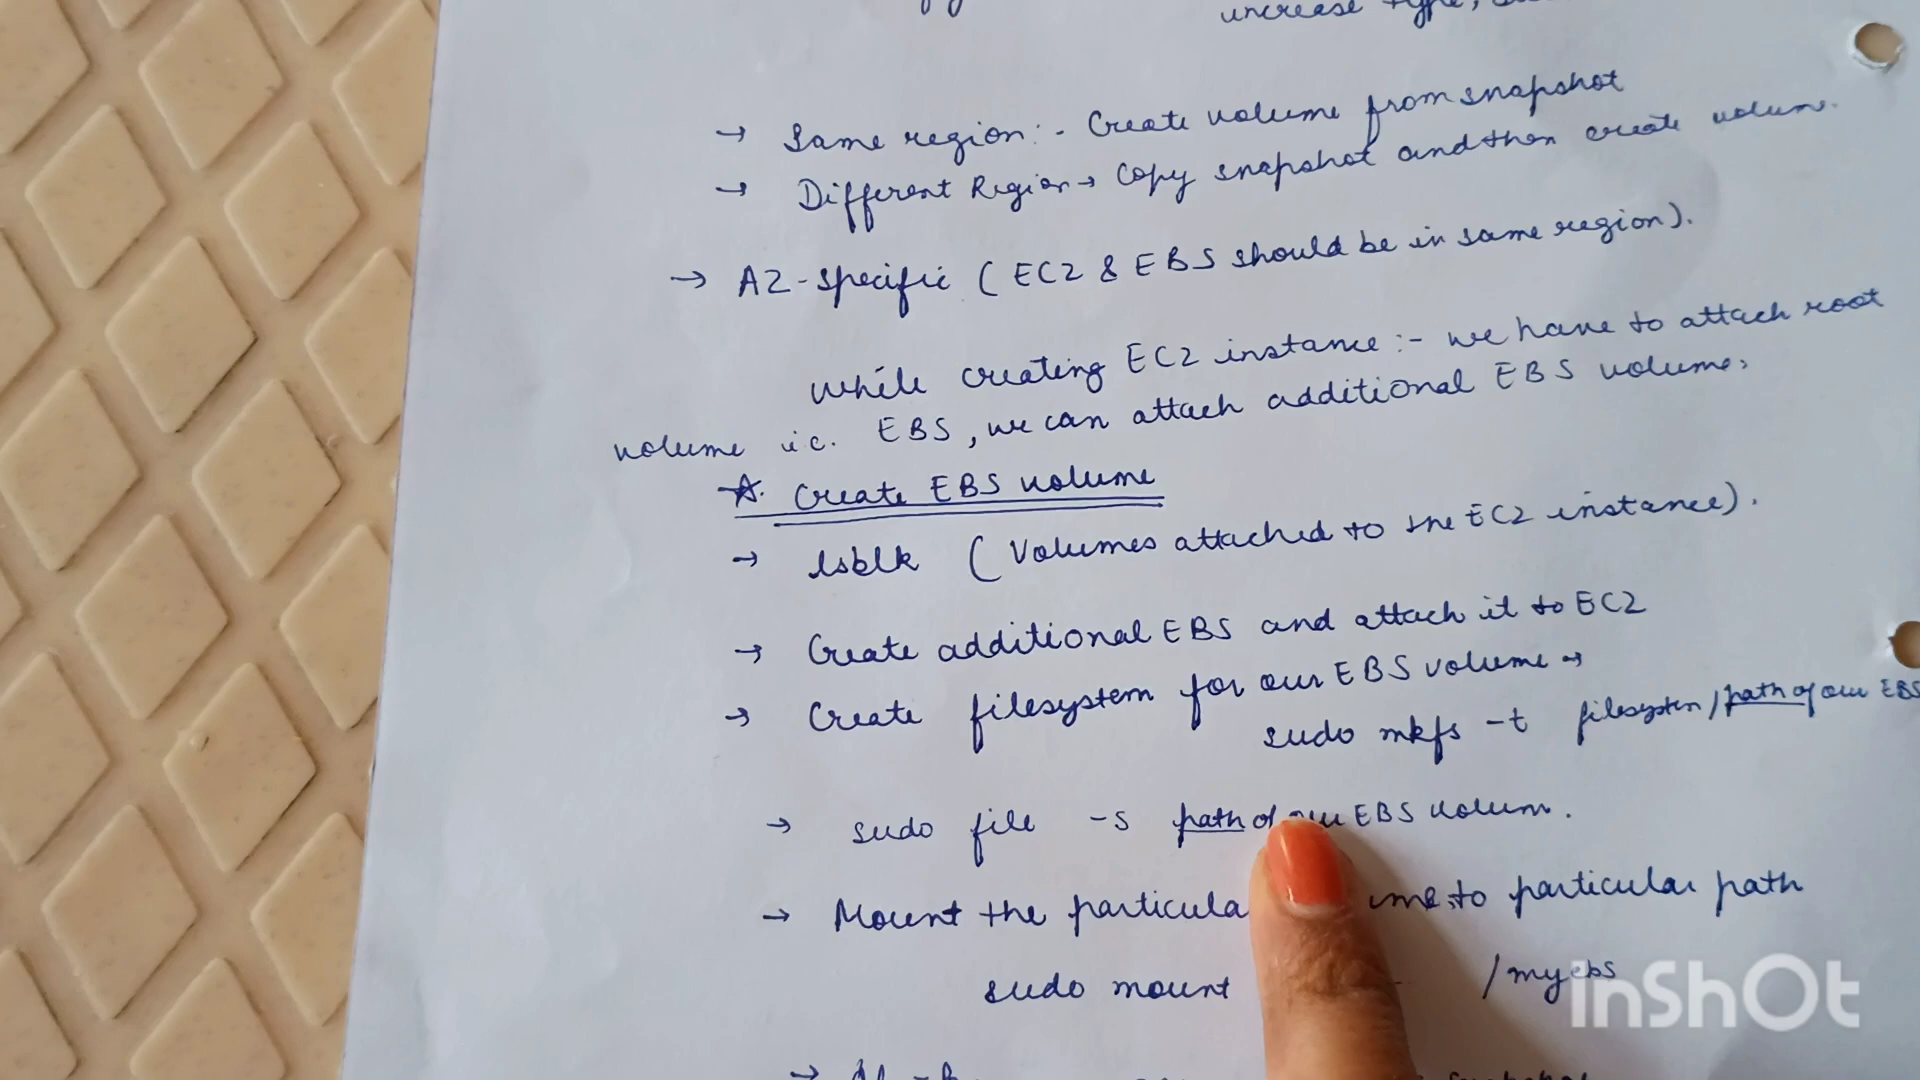 increase type,
→ Same region:- Create volume from snapshot
→ Different Region → Copy snapshot and then create volume.
→ AZ-specific (EC2 & EBS should be in same region).
while creating EC2 instance:- we have to attach root
volume i.e. EBS, we can attach additional EBS volume.
☆. Create EBS volume
→ lsblk (Volumes attached to the EC2 instance).
→ Create additional EBS and attach it to EC2
→ Create filesystem for our EBS volume →
sudo mkfs -t filesystem /path of our EBS
→ sudo file -s path of our EBS volum.
→ Mount the particula to particular path
sudo mount /myebs
InShOt